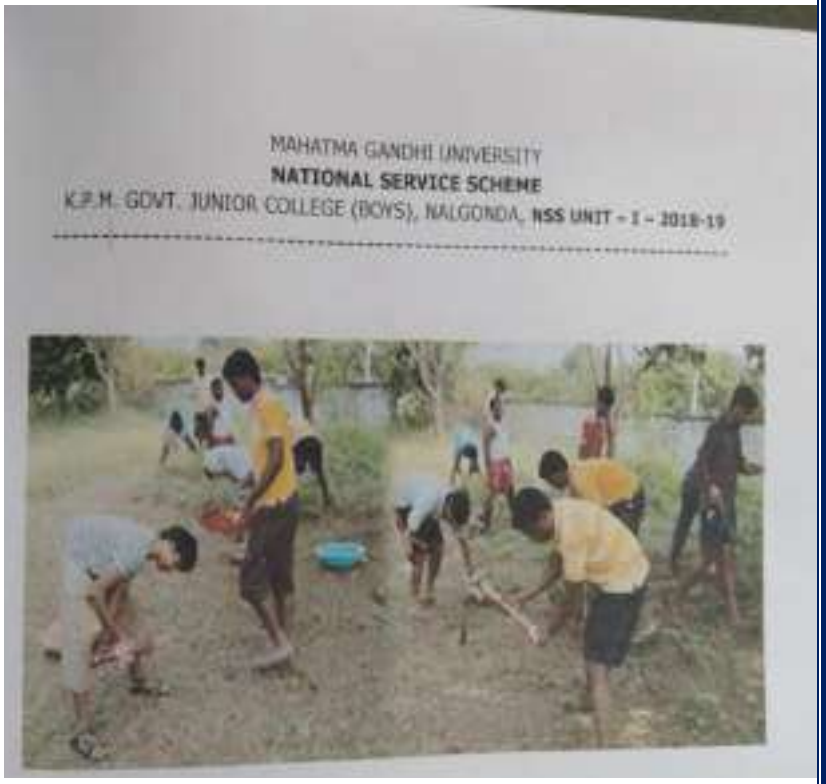 MAHATMA GANDHI UNIVERSITY
NATIONAL SERVICE SCHEME
K.P.M. GOVT. JUNIOR COLLEGE (BOYS), NALGONDA, NSS UNIT - I - 2018-19